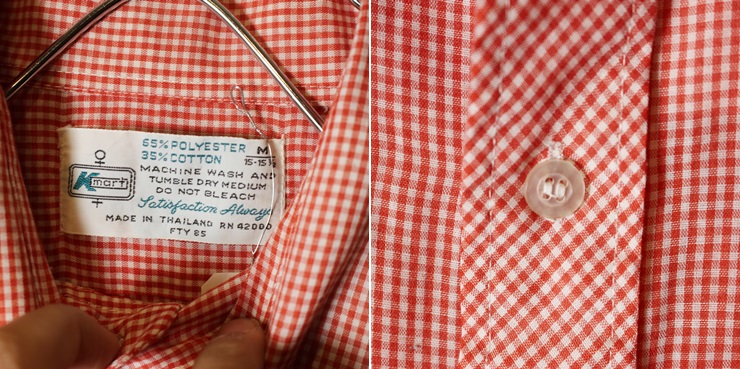 65% POLYESTER M
35% COTTON 15-15½
MACHINE WASH AND
TUMBLE DRY MEDIUM
DO NOT BLEACH
Kmart
Satisfaction Always
MADE IN THAILAND RN 42000
FTY 85